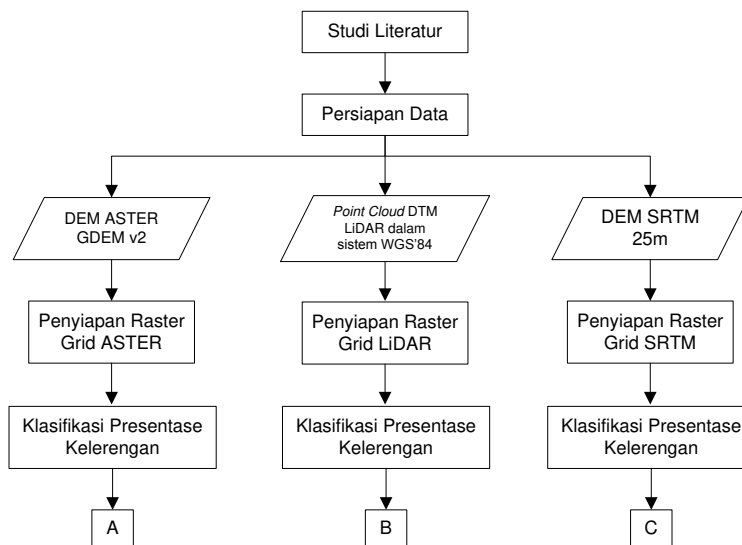 Studi Literatur
Persiapan Data
DEM ASTER
GDEM v2
Point Cloud DTM
LiDAR dalam
sistem WGS'84
DEM SRTM
25m
Penyiapan Raster
Grid ASTER
Penyiapan Raster
Grid LiDAR
Penyiapan Raster
Grid SRTM
Klasifikasi Presentase
Kelerengan
Klasifikasi Presentase
Kelerengan
Klasifikasi Presentase
Kelerengan
A
B
C